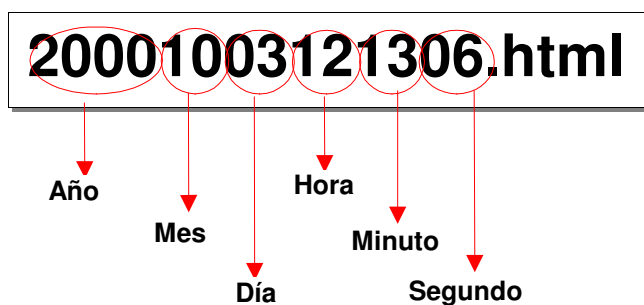 20001003121306.html
Año
Hora
Mes
Minuto
Día
Segundo